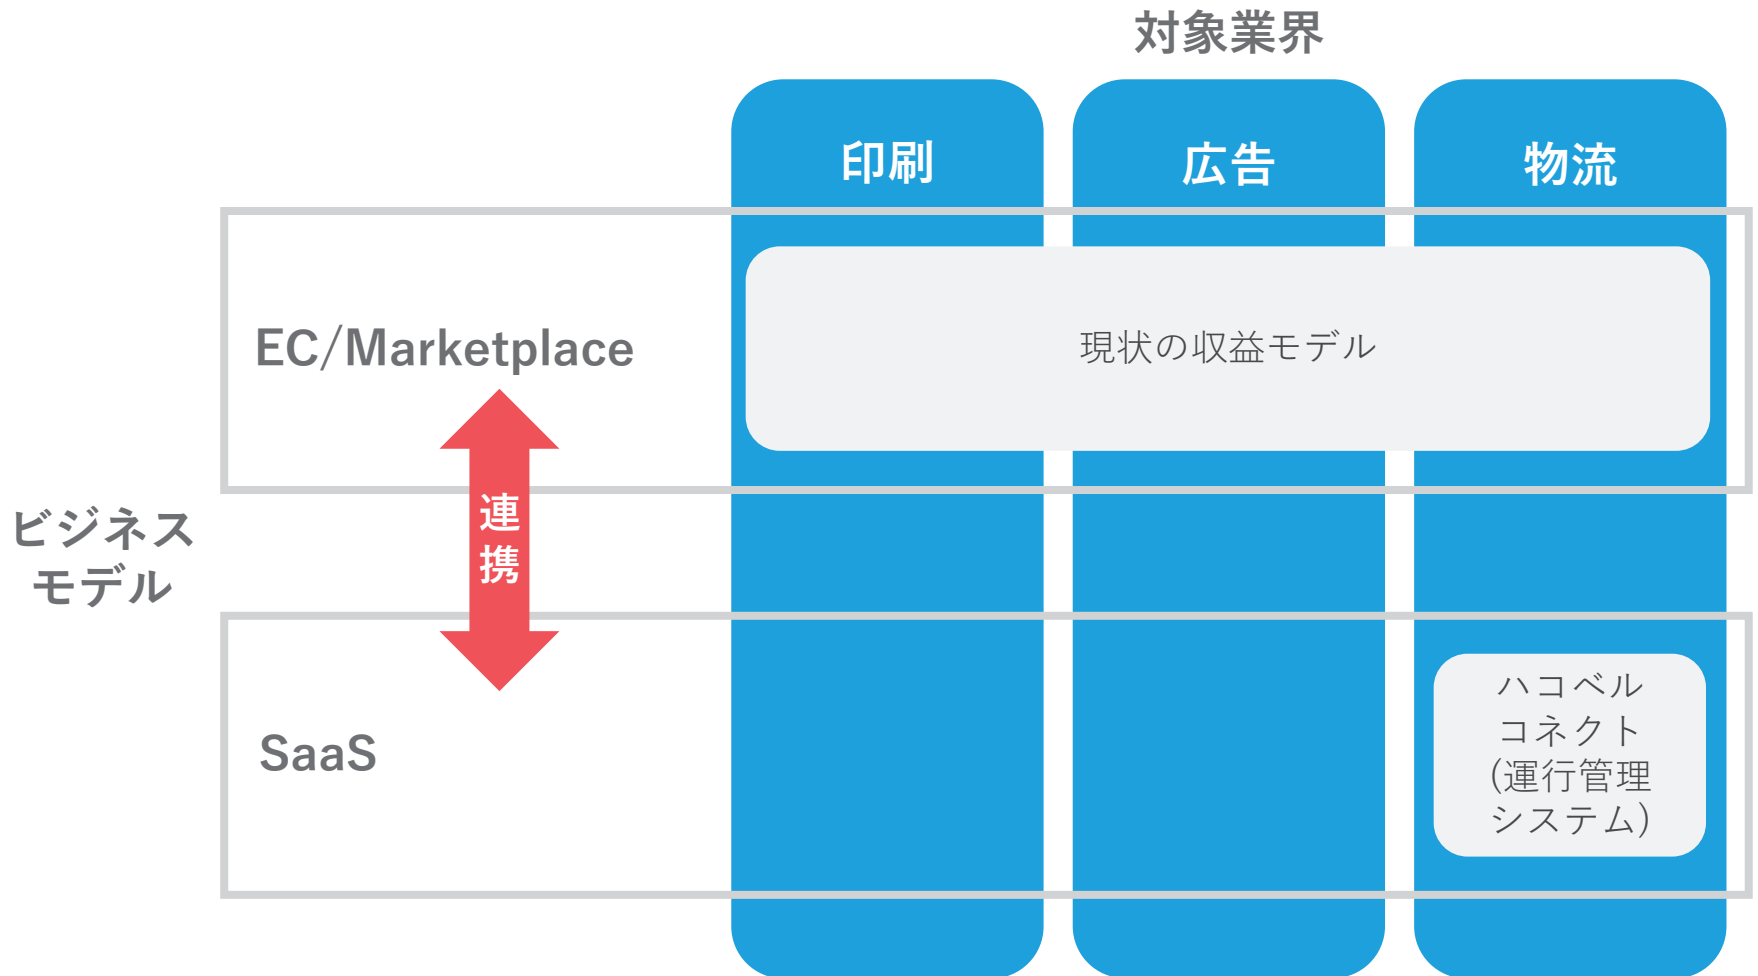 対象業界
印刷
広告
物流
EC/Marketplace
現状の収益モデル
連
携
ビジネス
モデル
SaaS
ハコベル
コネクト
(運行管理
システム)